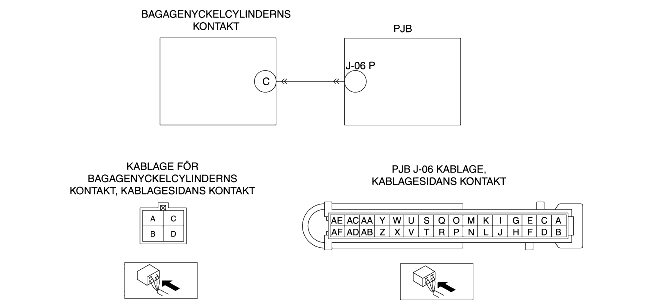 BAGAGENYCKELCYLINDERNS
KONTAKT
PJB
J-06 P
C
KABLAGE FÖR
BAGAGENYCKELCYLINDERNS
KONTAKT, KABLAGESIDANS KONTAKT
PJB J-06 KABLAGE,
KABLAGESIDANS KONTAKT
A C
B D
AE AC AA Y W U S Q O M K I G E C A
AF AD AB Z X V T R P N L J H F D B